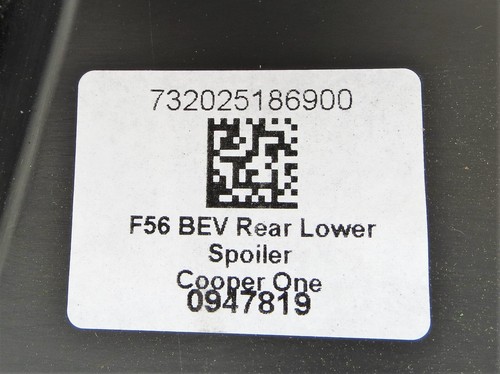 732025186900
F56 BEV Rear Lower
Spoiler
Cooper One
0947819